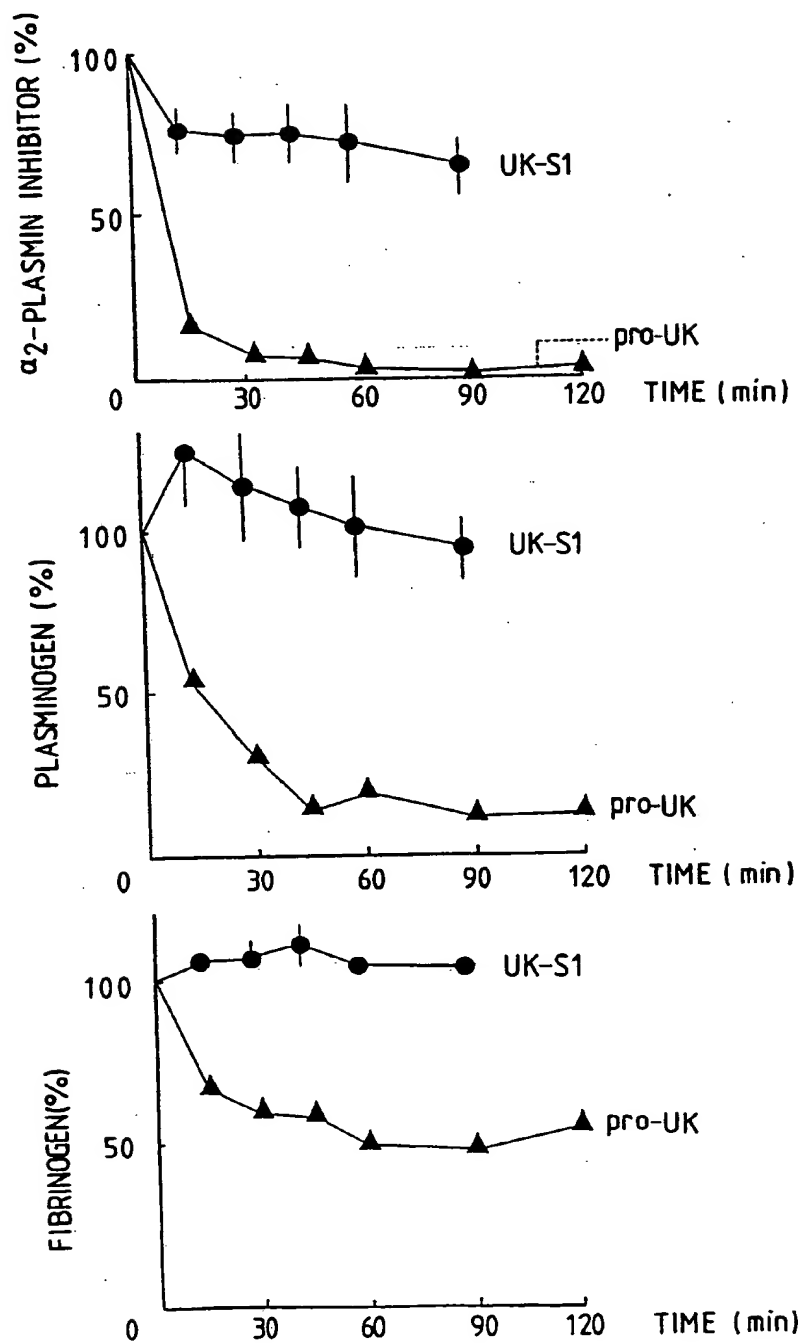 α2-PLASMIN INHIBITOR (%)
100
50
UK-S1
pro-UK
0 30 60 90 120 TIME (min)
PLASMINOGEN (%)
100
50
UK-S1
pro-UK
0 30 60 90 120 TIME (min)
FIBRINOGEN(%)
100
50
UK-S1
pro-UK
0 30 60 90 120 TIME (min)